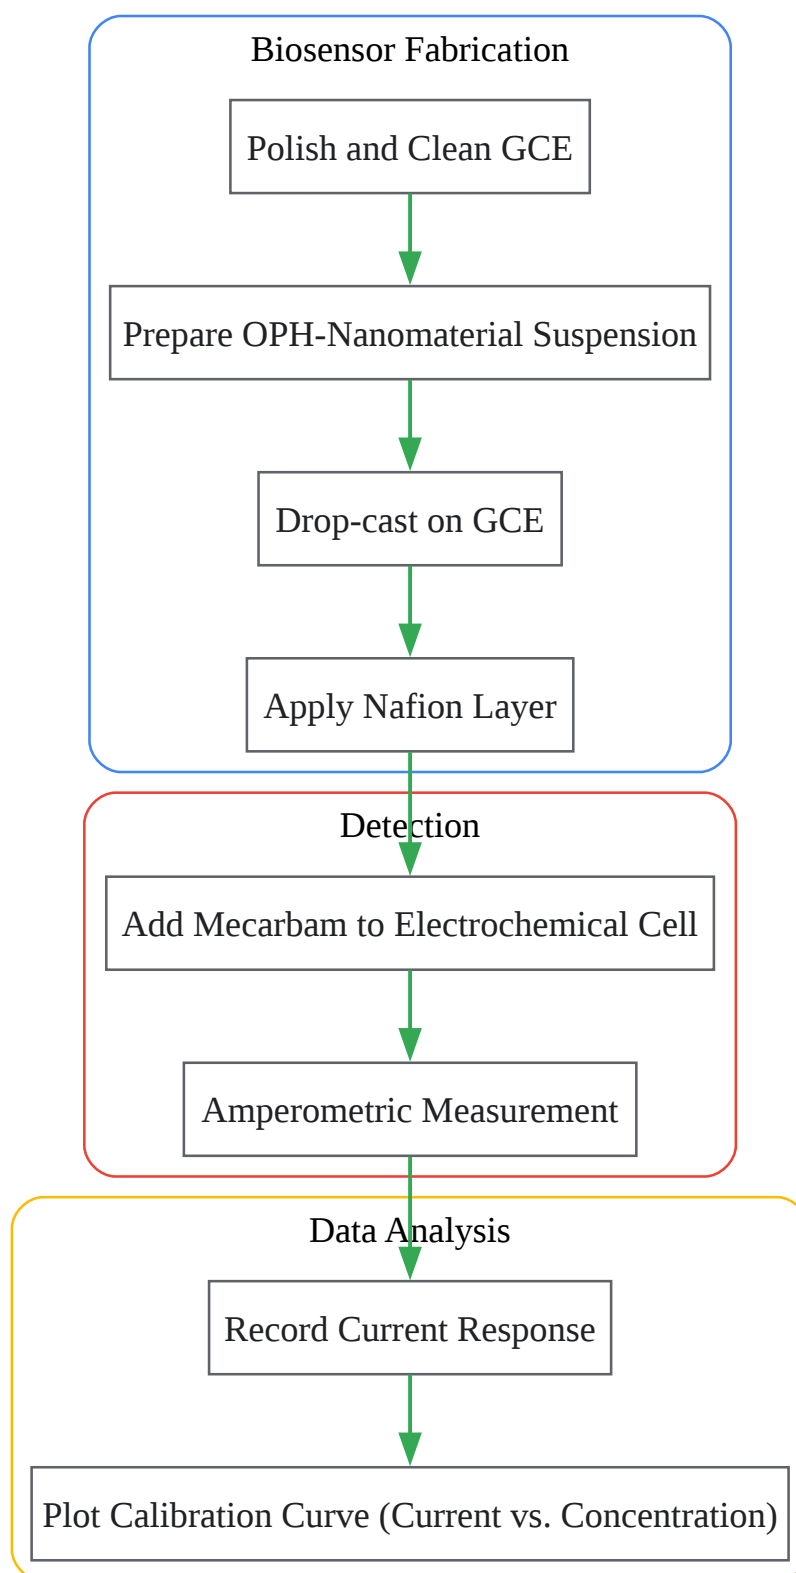 Biosensor Fabrication
Polish and Clean GCE
Prepare OPH-Nanomaterial Suspension
Drop-cast on GCE
Apply Nafion Layer
Detection
Add Mecarbam to Electrochemical Cell
Amperometric Measurement
Data Analysis
Record Current Response
Plot Calibration Curve (Current vs. Concentration)